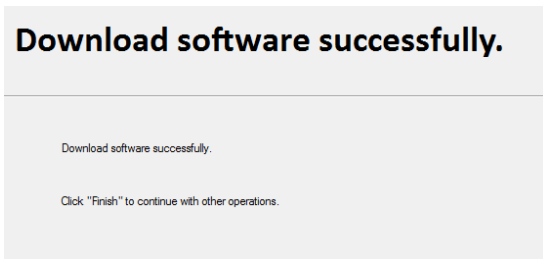 Download software successfully.
Download software successfully.
Click "Finish" to continue with other operations.